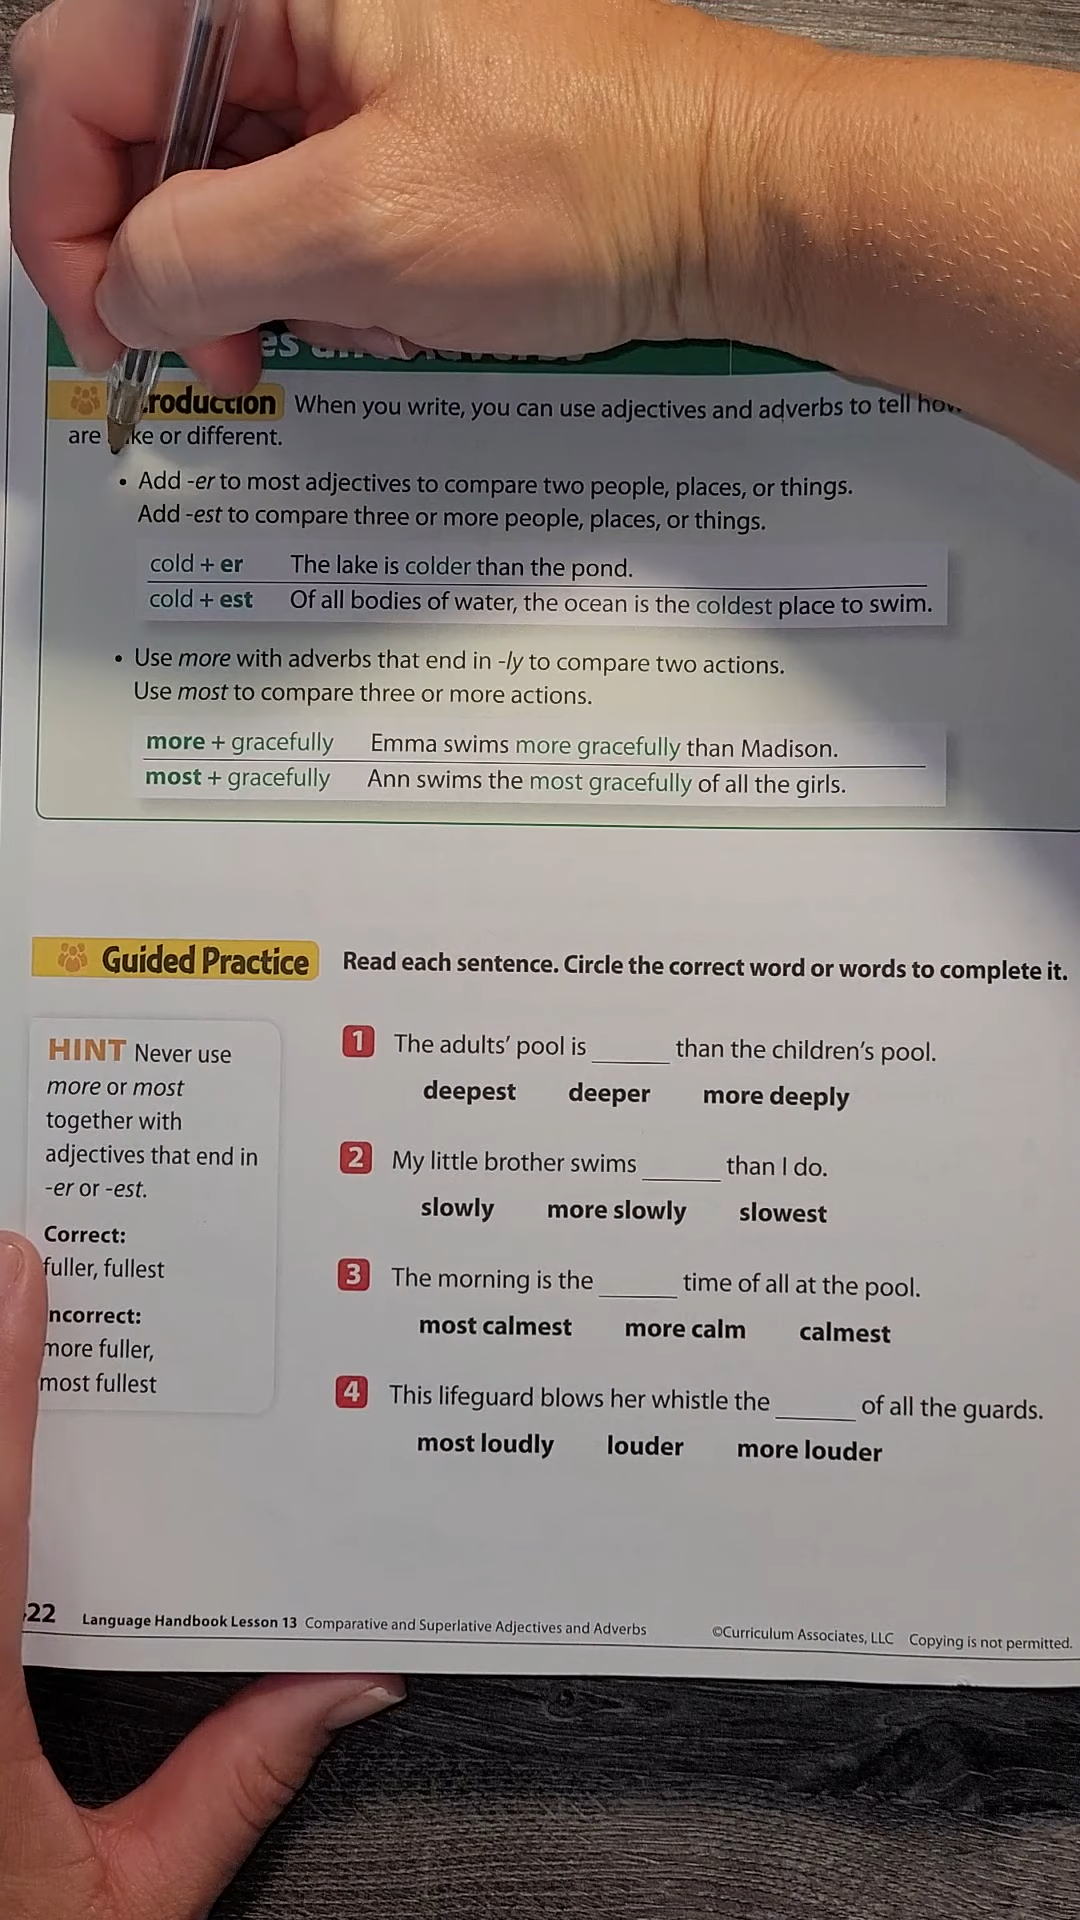 When you write, you can use adjectives and adverbs to tell
are or different.
• Add -er to most adjectives to compare two people, places, or things.
Add -est to compare three or more people, places, or things.
cold + er The lake is colder than the pond.
cold + est Of all bodies of water, the ocean is the coldest place to swim.
• Use more with adverbs that end in -ly to compare two actions.
Use most to compare three or more actions.
more + gracefully Emma swims more gracefully than Madison.
most + gracefully Ann swims the most gracefully of all the girls.
Guided Practice Read each sentence. Circle the correct word or words to complete it.
HINT Never use
more or most
together with
adjectives that end in
-er or -est.
Correct:
fuller, fullest
more fuller,
most fullest
1 The adults’ pool is ______ than the children’s pool.
deepest deeper more deeply
2 My little brother swims ______ than I do.
slowly more slowly slowest
3 The morning is the ______ time of all at the pool.
most calmest more calm calmest
4 This lifeguard blows her whistle the ______ of all the guards.
most loudly louder more louder
22 Language Handbook Lesson 13 Comparative and Superlative Adjectives and Adverbs ©Curriculum Associates, LLC Copying is not permitted.